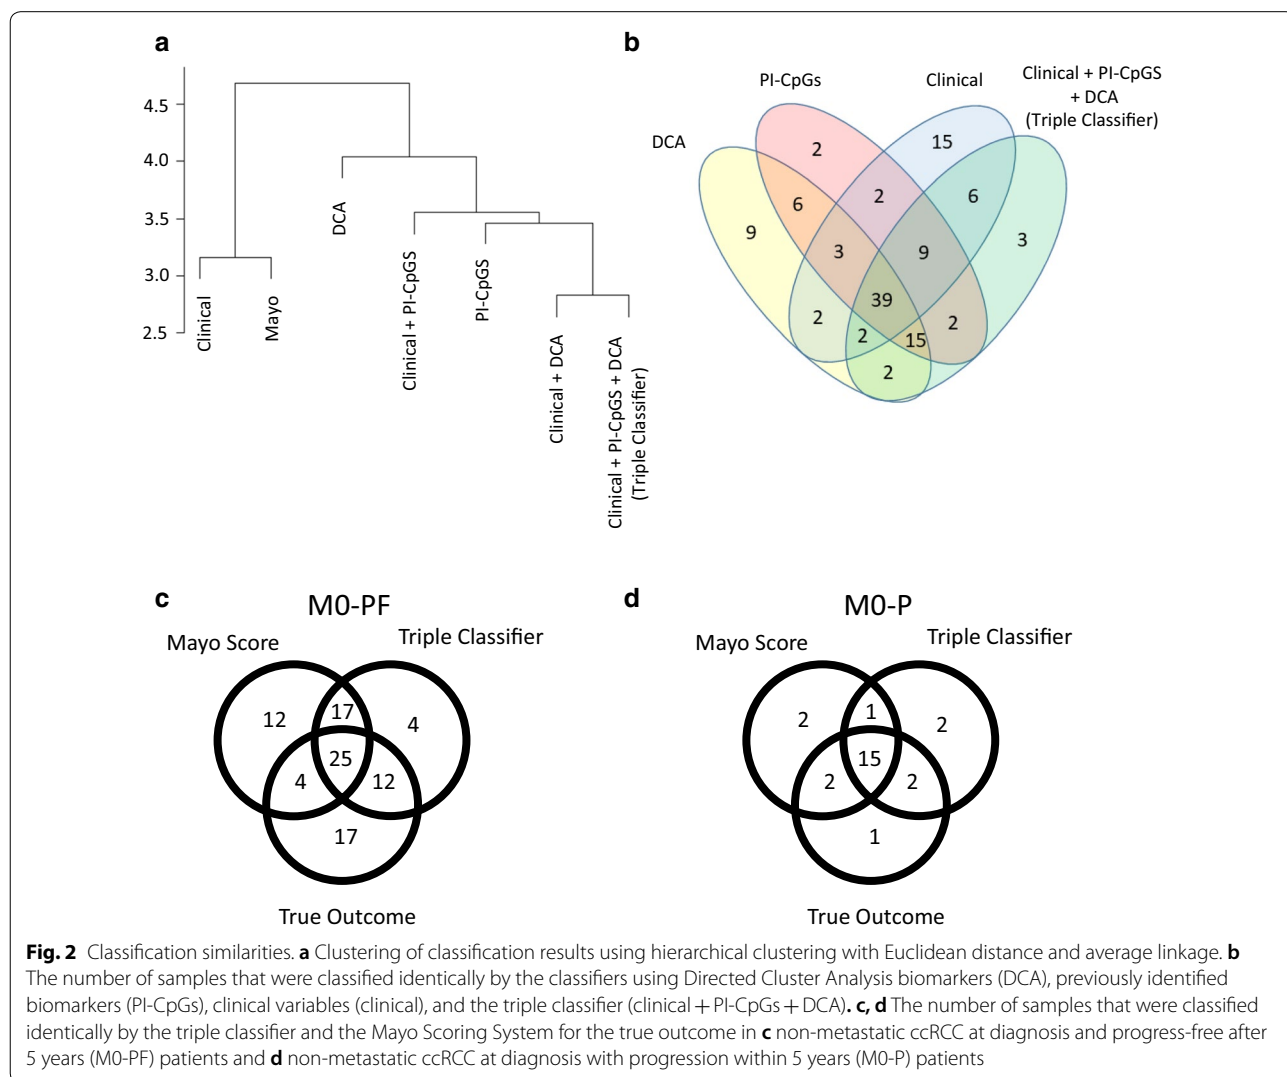 a
4.5
4.0
3.5
3.0
2.5
Clinical
Mayo
DCA
Clinical + PI-CpGS
PI-CpGS
Clinical + DCA
Clinical + PI-CpGS + DCA
(Triple Classifier)
b
DCA
PI-CpGs
Clinical
Clinical + PI-CpGS
+ DCA
(Triple Classifier)
2
15
6
2
6
9
3
9
3
39
2
2
15
2
2
c
M0-PF
Mayo Score
Triple Classifier
12
17
4
25
4
12
17
True Outcome
d
M0-P
Mayo Score
Triple Classifier
2
1
2
15
2
2
1
True Outcome
Fig. 2 Classification similarities. a Clustering of classification results using hierarchical clustering with Euclidean distance and average linkage. b
The number of samples that were classified identically by the classifiers using Directed Cluster Analysis biomarkers (DCA), previously identified
biomarkers (PI-CpGs), clinical variables (clinical), and the triple classifier (clinical + PI-CpGs + DCA). c, d The number of samples that were classified
identically by the triple classifier and the Mayo Scoring System for the true outcome in c non-metastatic ccRCC at diagnosis and progress-free after
5 years (M0-PF) patients and d non-metastatic ccRCC at diagnosis with progression within 5 years (M0-P) patients